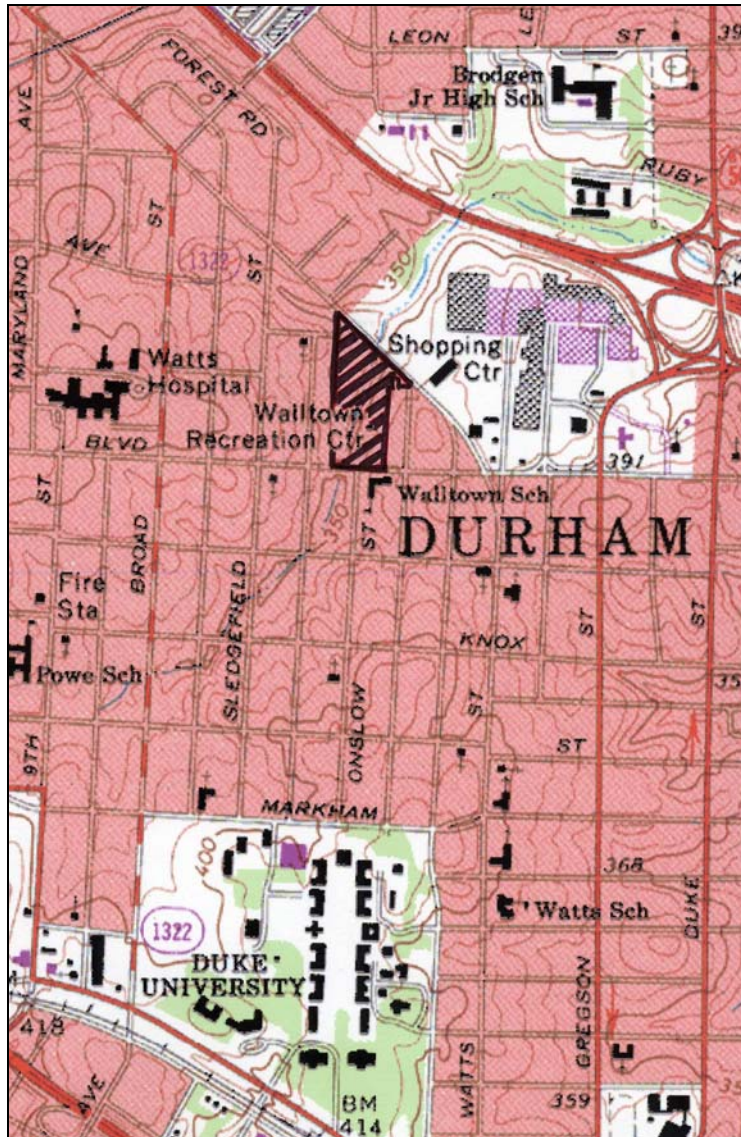 LEON
ST
39
LE
FOREST RD
Brodgen
Jr High Sch
AVE
RUBY
AVE
ST
1322
ST
350
MARYLAND
Watts
Hospital
Shopping
Ctr
Walltown
Recreation Ctr
BLVD
391
ST
BROAD
350
ST
Walltown Sch
DURHAM
Fire
Sta
SLEDGEFIELD
ST
ST
KNOX
Powe Sch
35
ONSLOW
ST
9TH
ST
MARKHAM
400
368
DUKE
Watts Sch
1322
DUKE
UNIVERSITY
GREGSON
418
WATTS
AVE
BM
414
359